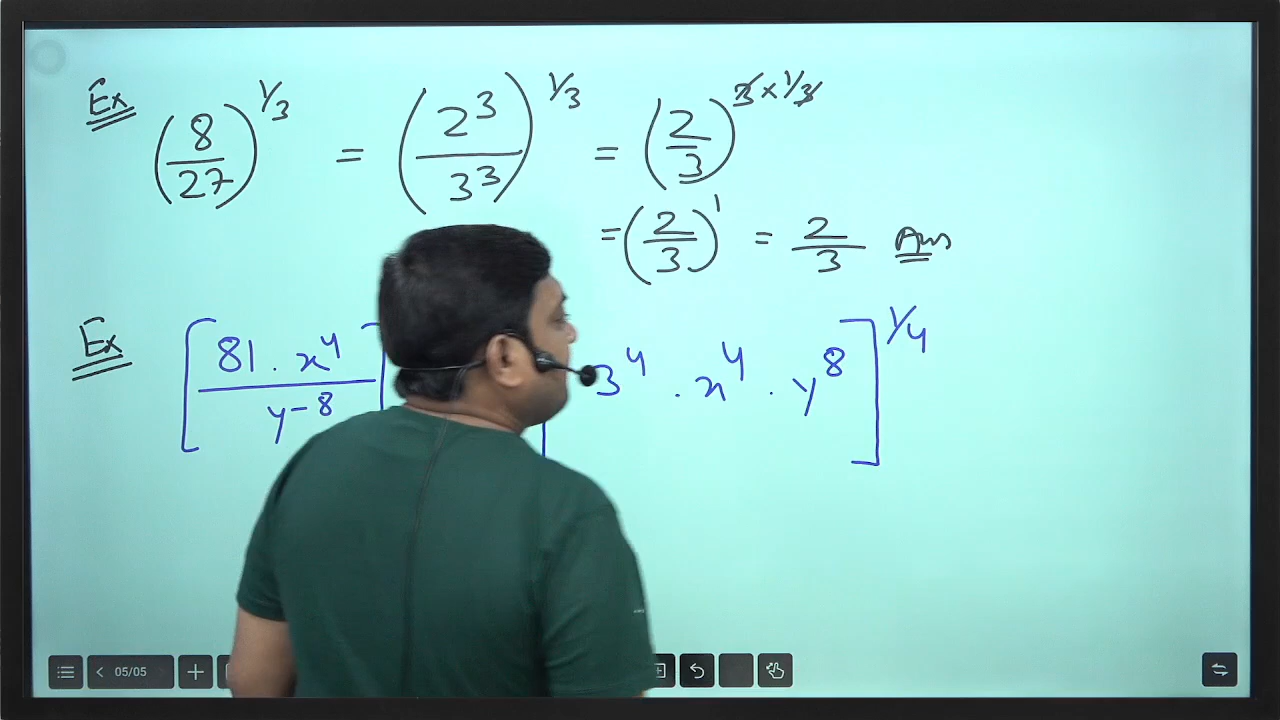 Ex (8/27)^1/3 = (2^3/3^3)^1/3 = (2/3)^3×1/3
= (2/3)^1 = 2/3 Ans
Ex [81 . x^4 / y-8] 3^4 . x^4 . y^8]^1/4
05/05